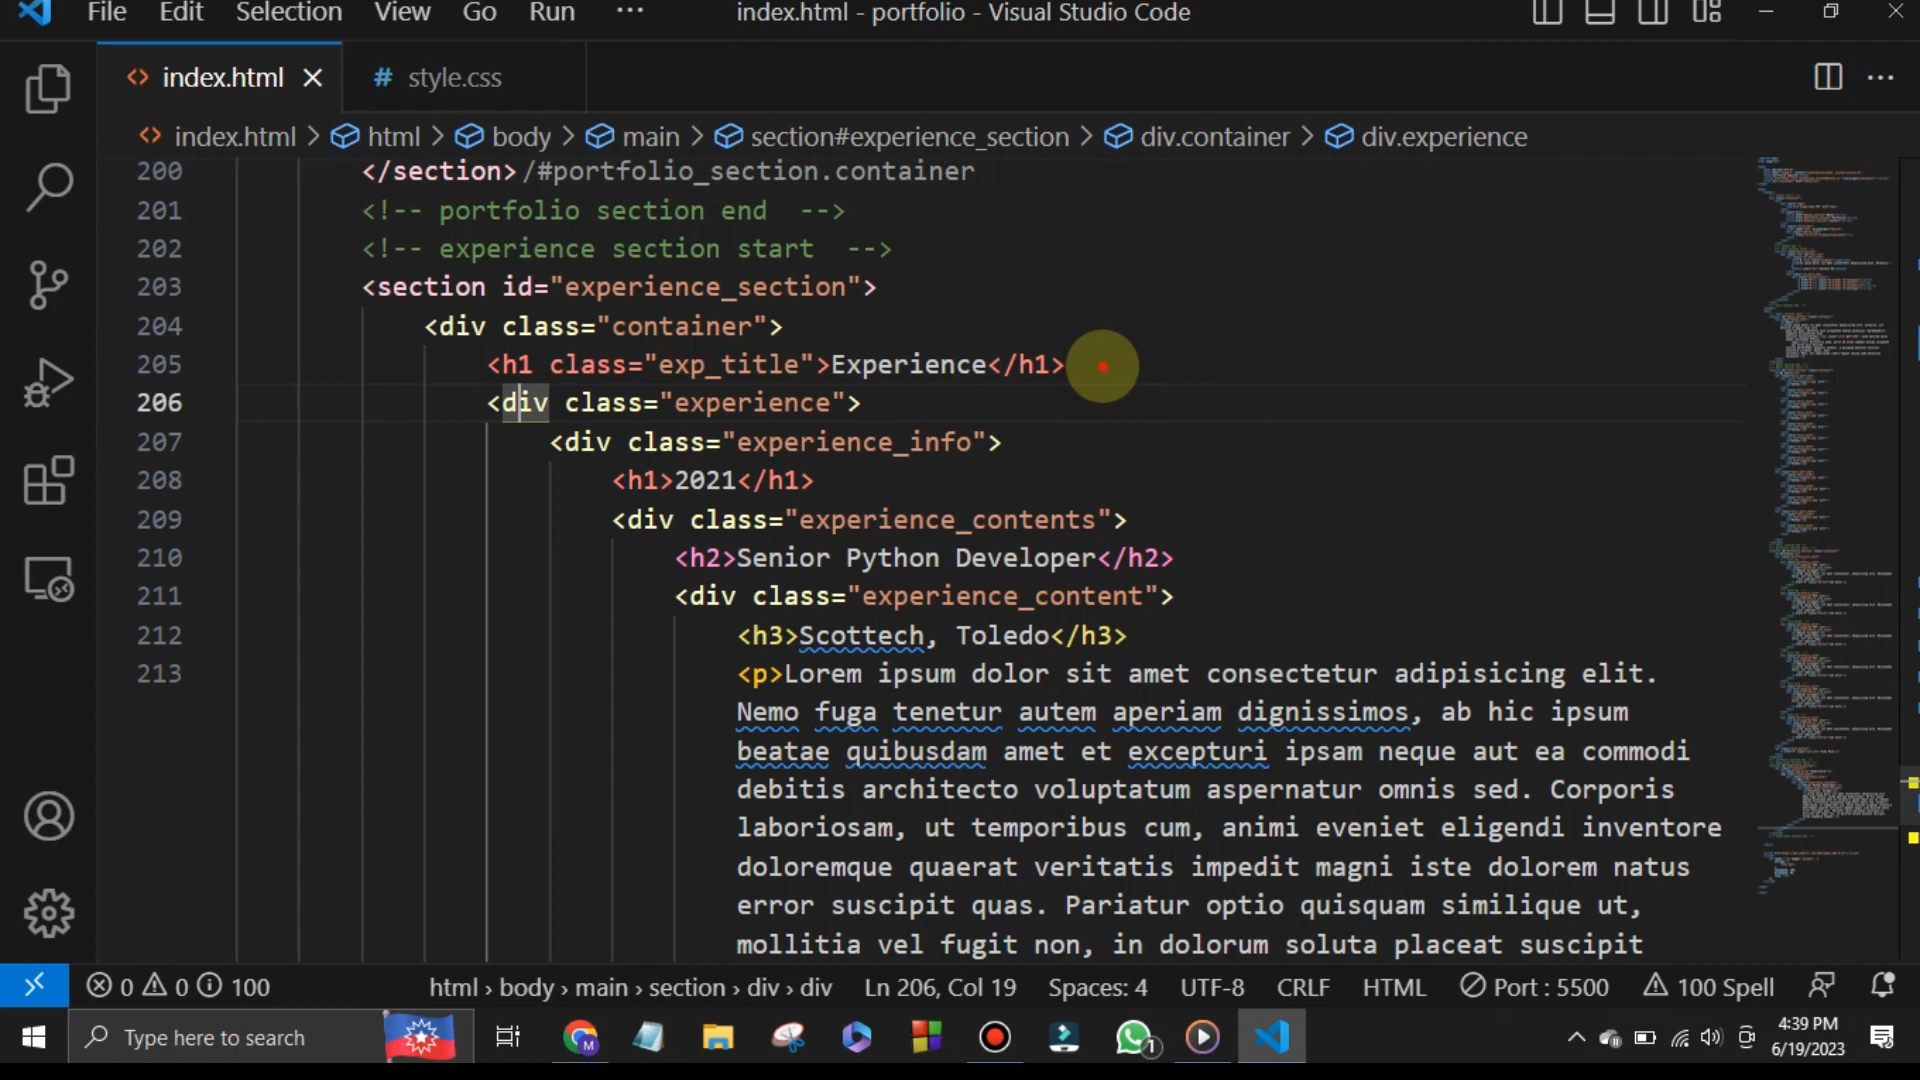 File Edit Selection View Go Run ··· index.html - portfolio - Visual Studio Code
index.html # style.css
index.html > html > body > main > section#experience_section > div.container > div.experience
200 </section>/#portfolio_section.container
201 <!-- portfolio section end  -->
202 <!-- experience section start  -->
203 <section id="experience_section">
204 <div class="container">
205 <h1 class="exp_title">Experience</h1>
206 <div class="experience">
207 <div class="experience_info">
208 <h1>2021</h1>
209 <div class="experience_contents">
210 <h2>Senior Python Developer</h2>
211 <div class="experience_content">
212 <h3>Scottech, Toledo</h3>
213 <p>Lorem ipsum dolor sit amet consectetur adipisicing elit.
Nemo fuga tenetur autem aperiam dignissimos, ab hic ipsum
beatae quibusdam amet et excepturi ipsam neque aut ea commodi
debitis architecto voluptatum aspernatur omnis sed. Corporis
laboriosam, ut temporibus cum, animi eveniet eligendi inventore
doloremque quaerat veritatis impedit magni iste dolorem natus
error suscipit quas. Pariatur optio quisquam similique ut,
mollitia vel fugit non, in dolorum soluta placeat suscipit
0 0 100 html › body › main › section › div › div Ln 206, Col 19 Spaces: 4 UTF-8 CRLF HTML Port : 5500 100 Spell
Type here to search M 1 4:39 PM
6/19/2023